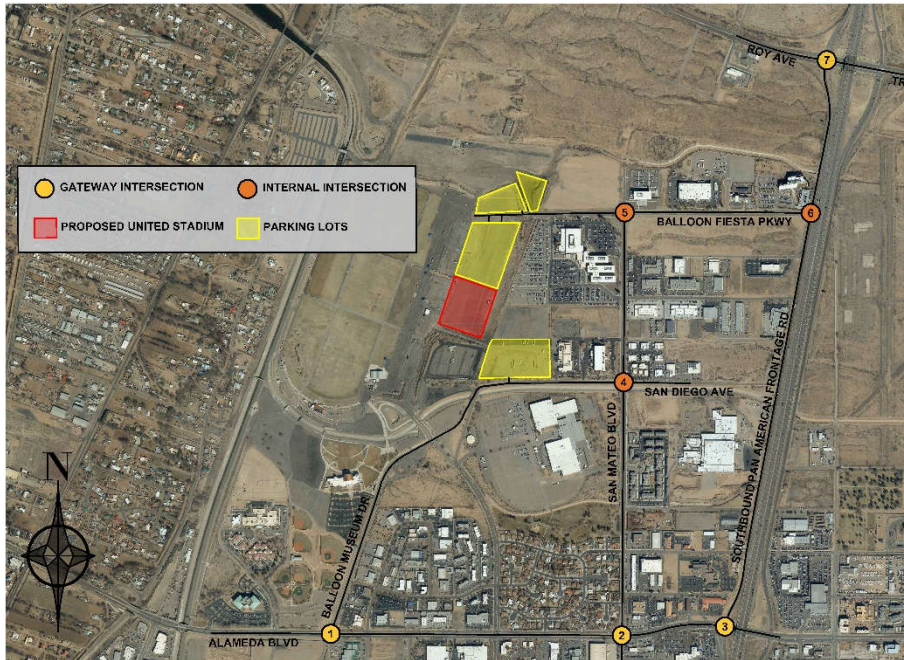 ROY AVE
7
TR
GATEWAY INTERSECTION
INTERNAL INTERSECTION
PROPOSED UNITED STADIUM
PARKING LOTS
5
6
BALLOON FIESTA PKWY
4
SAN DIEGO AVE
SAN MATEO BLVD
SOUTHBOUND PAN AMERICAN FRONTAGE RD
N
BALLOON MUSEUM DR
1
2
3
ALAMEDA BLVD